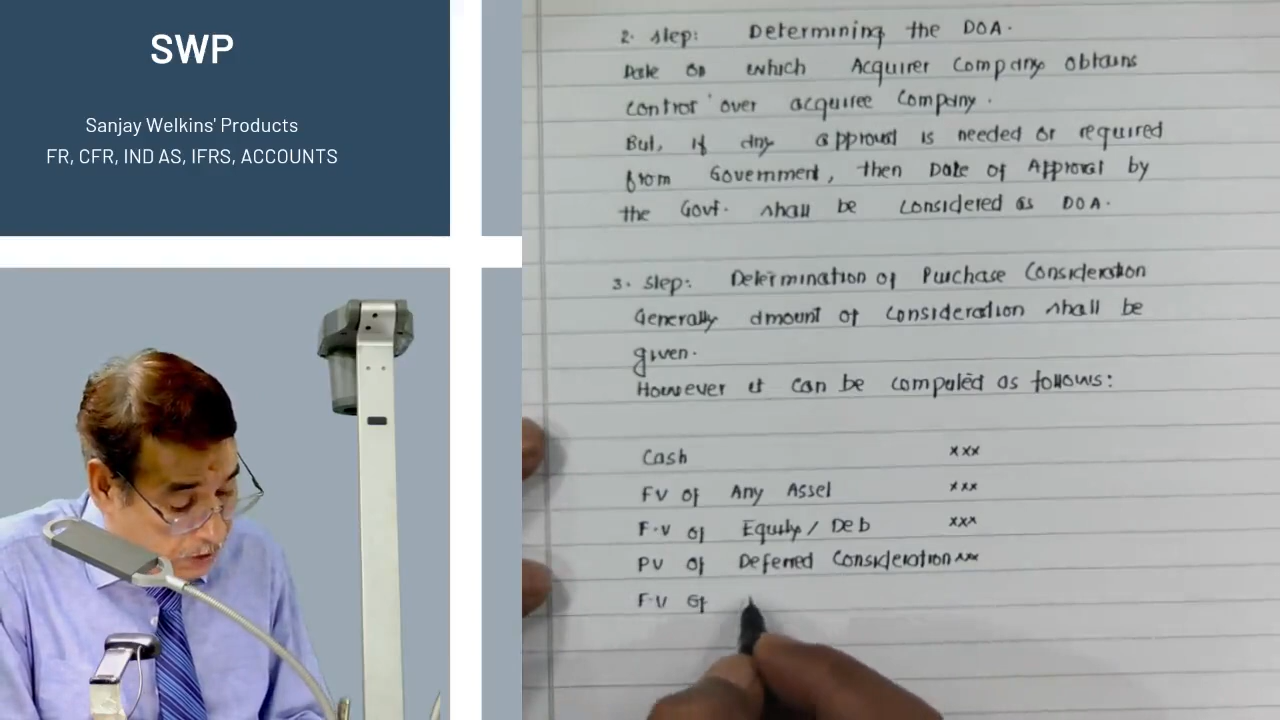 SWP
Sanjay Welkins' Products
FR, CFR, IND AS, IFRS, ACCOUNTS
2. step: Determining the DOA.
Date on which Acquirer Company obtains
control over acquiree Company.
But, if any approval is needed or required
from Government, then Date of Approval by
the Govt. shall be considered as DOA.
3. step: Determination of Purchase Consideration
Generally amount of consideration shall be
given.
However it can be computed as follows:
Cash xxx
FV of Any Asset xxx
F.V of Equity / Deb xxx
PV of Deferred Consideration xxx
F.V of